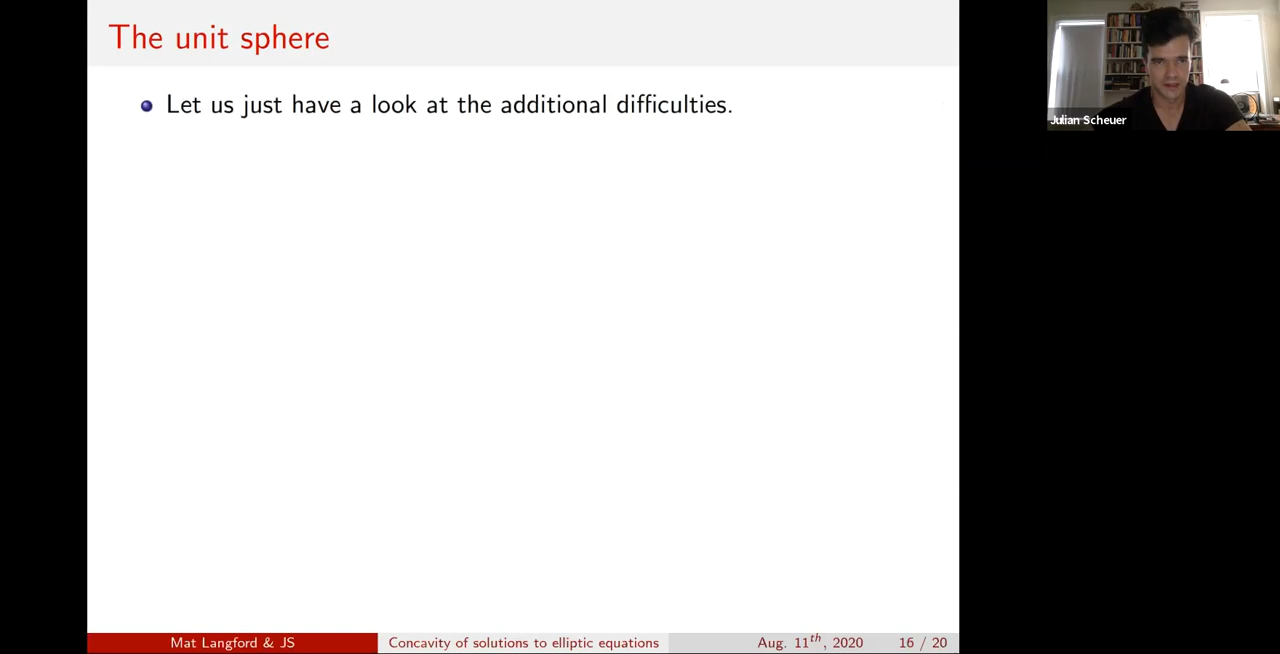 The unit sphere
Let us just have a look at the additional difficulties.
Julian Scheuer
Mat Langford & JS
Concavity of solutions to elliptic equations
Aug. 11th, 2020
16 / 20